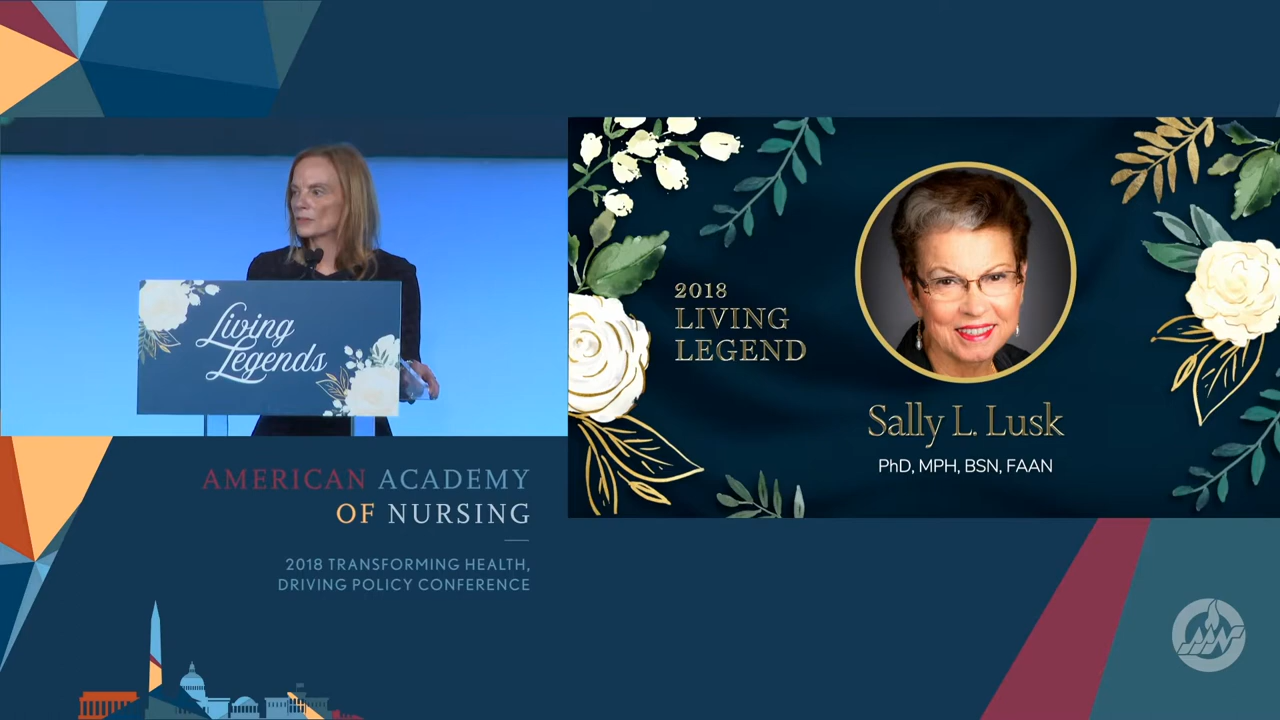 Living
Legends
AMERICAN ACADEMY
OF NURSING
2018 TRANSFORMING HEALTH,
DRIVING POLICY CONFERENCE
2018
LIVING
LEGEND
Sally L. Lusk
PhD, MPH, BSN, FAAN